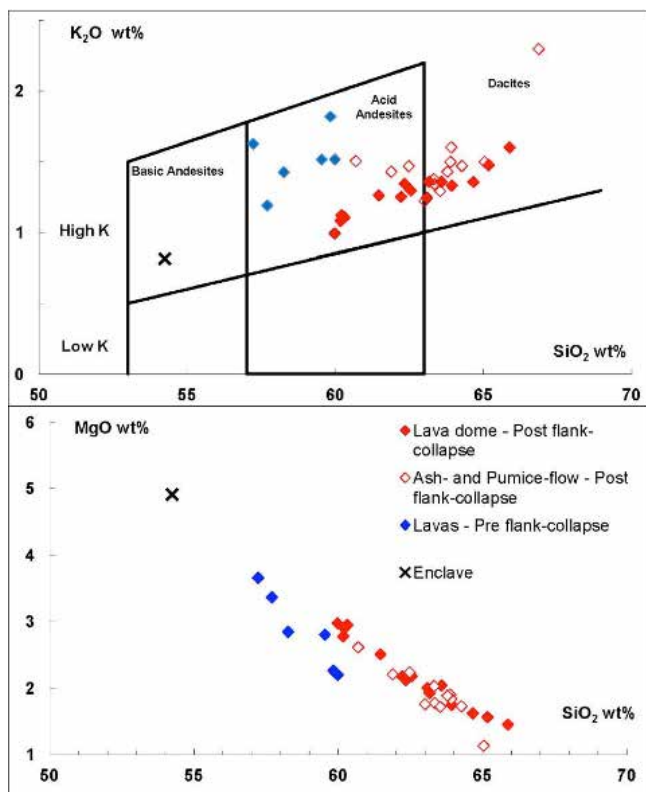 K₂O wt%
2
Acid
Andesites
Dacites
Basic Andesites
1
High K
Low K
SiO₂ wt%
0
50
55
60
65
70
6
MgO wt%
Lava dome - Post flank-
collapse
5
Ash- and Pumice-flow - Post
flank-collapse
4
Lavas - Pre flank-collapse
Enclave
3
2
SiO₂ wt%
1
50
55
60
65
70